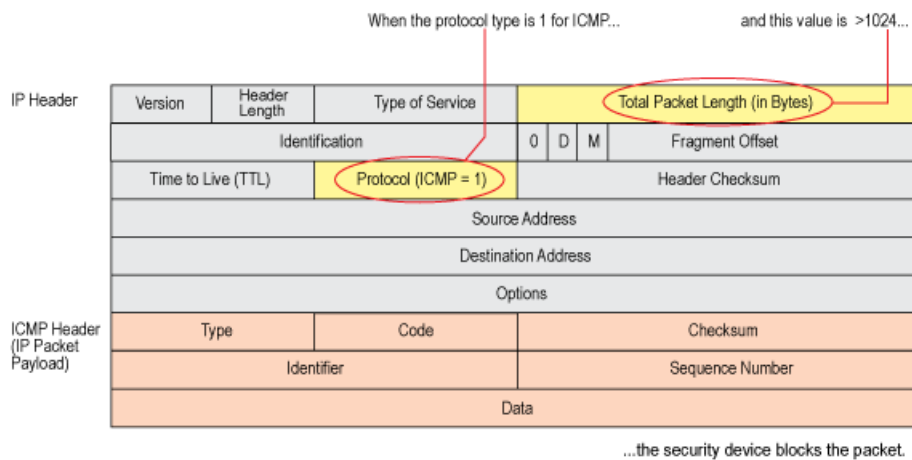 When the protocol type is 1 for ICMP... and this value is >1024...
IP Header
Version Header Length Type of Service Total Packet Length (in Bytes)
Identification 0 D M Fragment Offset
Time to Live (TTL) Protocol (ICMP = 1) Header Checksum
Source Address
Destination Address
Options
ICMP Header
(IP Packet
Payload)
Type Code Checksum
Identifier Sequence Number
Data
...the security device blocks the packet.